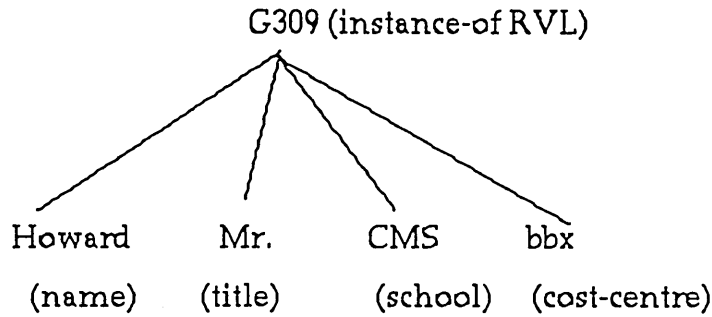 G309 (instance-of RVL)
Howard Mr. CMS bbx
(name) (title) (school) (cost-centre)